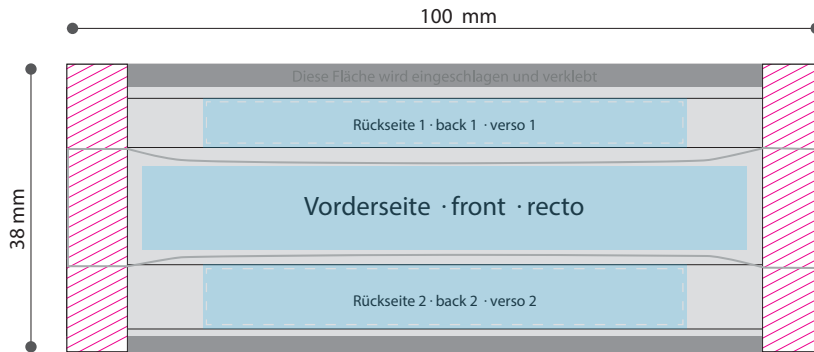 100 mm
Diese Fläche wird eingeschlagen und verklebt
Rückseite 1 · back 1 · verso 1
38 mm
Vorderseite · front · recto
Rückseite 2 · back 2 · verso 2